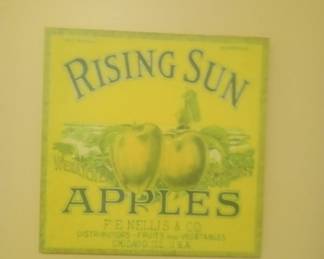 RISING SUN
APPLES
F.E. NELLIS & CO.
DISTRIBUTORS - FRUITS AND VEGETABLES
CHICAGO, ILL. U.S.A.